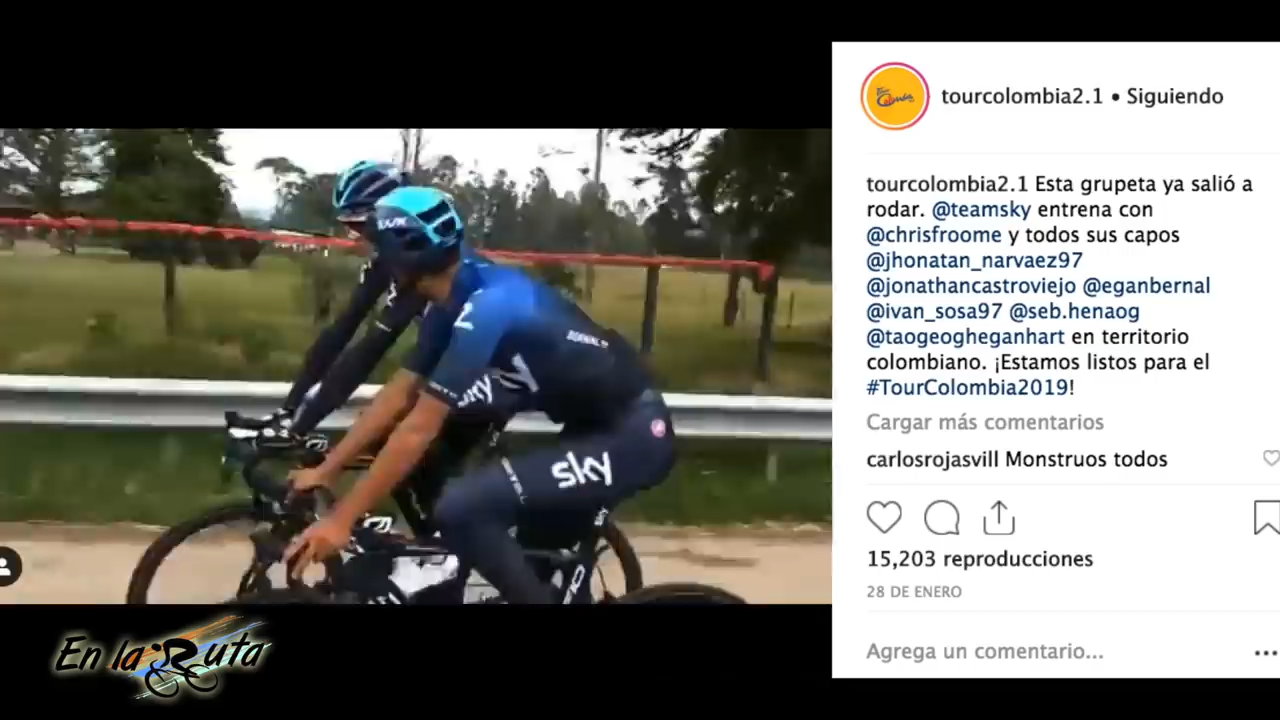 tourcolombia2.1 • Siguiendo
tourcolombia2.1 Esta grupeta ya salió a
rodar. @teamsky entrena con
@chrisfroome y todos sus capos
@jhonatan_narvaez97
@jonathancastroviejo @eganbernal
@ivan_sosa97 @seb.henaog
@taogeogheganhart en territorio
colombiano. ¡Estamos listos para el
#TourColombia2019!
Cargar más comentarios
carlosrojasvill Monstruos todos
15,203 reproducciones
28 DE ENERO
Agrega un comentario...
BERNAL
sky
sky
En la Ruta